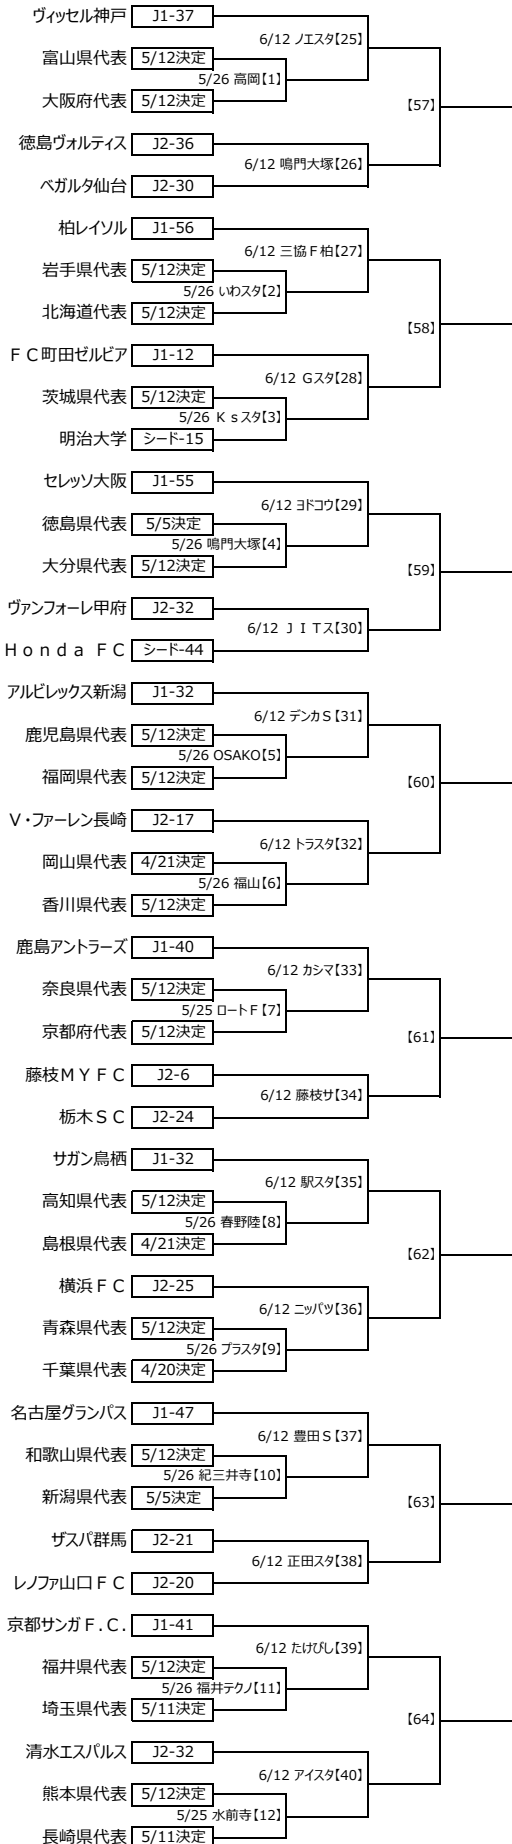 ヴィッセル神戸 J1-37
6/12 ノエスタ【25】
富山県代表 5/12決定
5/26 高岡【1】
大阪府代表 5/12決定
【57】
徳島ヴォルティス J2-36
6/12 鳴門大塚【26】
ベガルタ仙台 J2-30
柏レイソル J1-56
6/12 三協Ｆ柏【27】
岩手県代表 5/12決定
5/26 いわスタ【2】
北海道代表 5/12決定
【58】
ＦＣ町田ゼルビア J1-12
6/12 Ｇスタ【28】
茨城県代表 5/12決定
5/26 Ｋｓスタ【3】
明治大学 シード-15
セレッソ大阪 J1-55
6/12 ヨドコウ【29】
徳島県代表 5/5決定
5/26 鳴門大塚【4】
大分県代表 5/12決定
【59】
ヴァンフォーレ甲府 J2-32
6/12 ＪＩＴス【30】
Ｈｏｎｄａ ＦＣ シード-44
アルビレックス新潟 J1-32
6/12 デンカＳ【31】
鹿児島県代表 5/12決定
5/26 OSAKO【5】
福岡県代表 5/12決定
【60】
Ｖ・ファーレン長崎 J2-17
6/12 トラスタ【32】
岡山県代表 4/21決定
5/26 福山【6】
香川県代表 5/12決定
鹿島アントラーズ J1-40
6/12 カシマ【33】
奈良県代表 5/12決定
5/25 ロートＦ【7】
京都府代表 5/12決定
【61】
藤枝ＭＹＦＣ J2-6
6/12 藤枝サ【34】
栃木ＳＣ J2-24
サガン鳥栖 J1-32
6/12 駅スタ【35】
高知県代表 5/12決定
5/26 春野陸【8】
島根県代表 4/21決定
【62】
横浜ＦＣ J2-25
6/12 ニッパツ【36】
青森県代表 5/12決定
5/26 プラスタ【9】
千葉県代表 4/20決定
名古屋グランパス J1-47
6/12 豊田Ｓ【37】
和歌山県代表 5/12決定
5/26 紀三井寺【10】
新潟県代表 5/5決定
【63】
ザスパ群馬 J2-21
6/12 正田スタ【38】
レノファ山口ＦＣ J2-20
京都サンガＦ.Ｃ. J1-41
6/12 たけびし【39】
福井県代表 5/12決定
5/26 福井テクノ【11】
埼玉県代表 5/11決定
【64】
清水エスパルス J2-32
6/12 アイスタ【40】
熊本県代表 5/12決定
5/25 水前寺【12】
長崎県代表 5/11決定